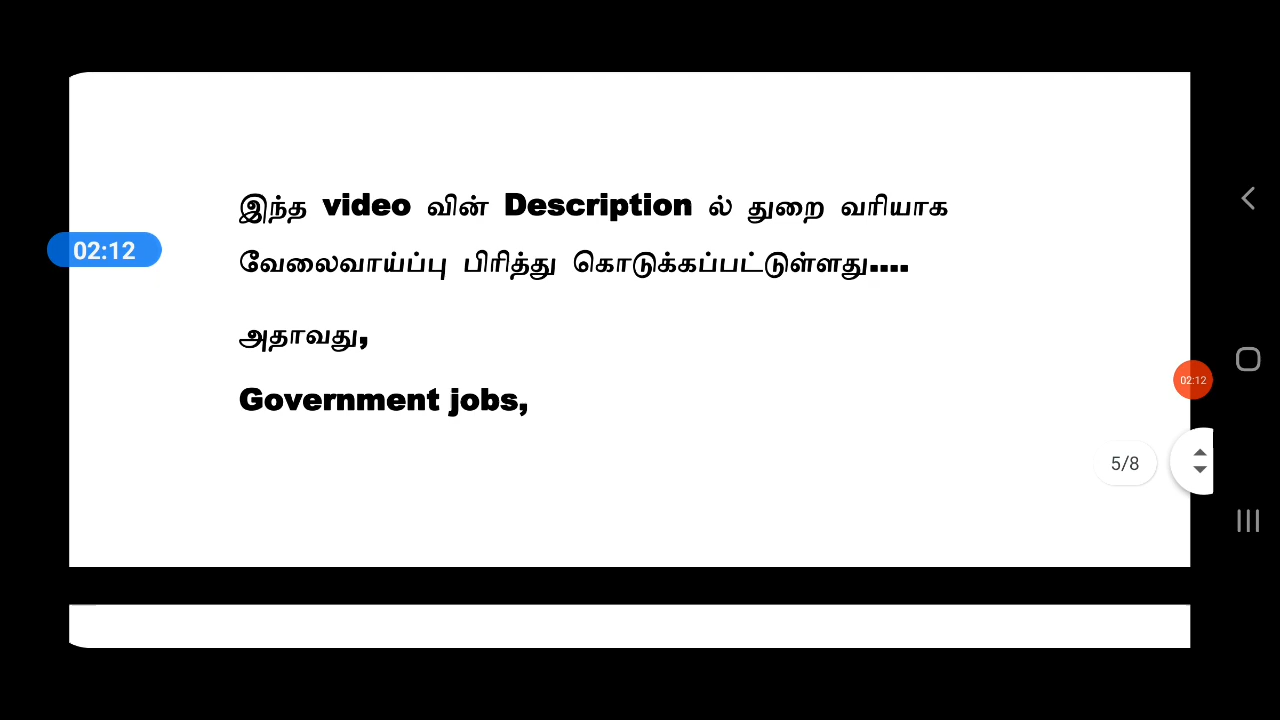 இந்த video வின் Description ல் துறை வரியாக
02:12
வேலைவாய்ப்பு பிரித்து கொடுக்கப்பட்டுள்ளது....
அதாவது,
02:12
Government jobs,
5/8